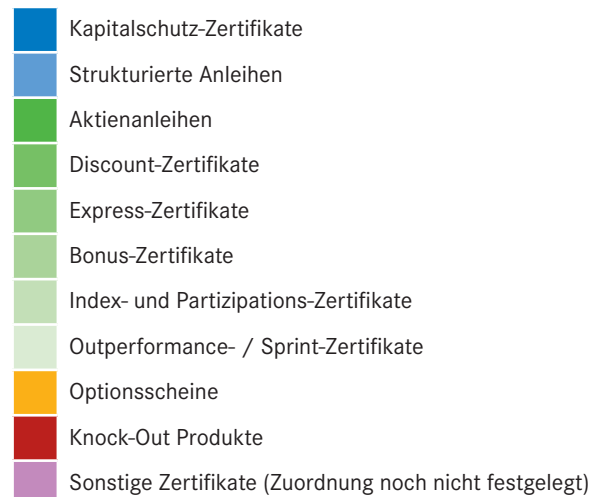 Kapitalschutz-Zertifikate
Strukturierte Anleihen
Aktienanleihen
Discount-Zertifikate
Express-Zertifikate
Bonus-Zertifikate
Index- und Partizipations-Zertifikate
Outperformance- / Sprint-Zertifikate
Optionsscheine
Knock-Out Produkte
Sonstige Zertifikate (Zuordnung noch nicht festgelegt)